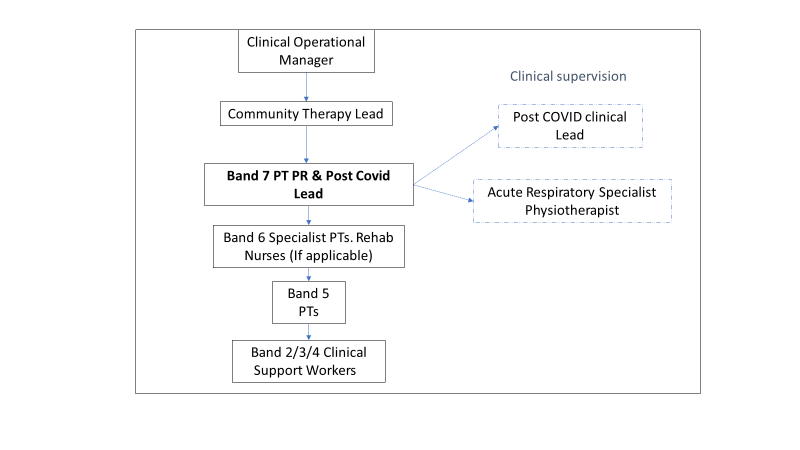 Clinical Operational
Manager
Clinical supervision
Community Therapy Lead
Post COVID clinical
Lead
Band 7 PT PR & Post Covid
Lead
Acute Respiratory Specialist
Physiotherapist
Band 6 Specialist PTs. Rehab
Nurses (If applicable)
Band 5
PTs
Band 2/3/4 Clinical
Support Workers